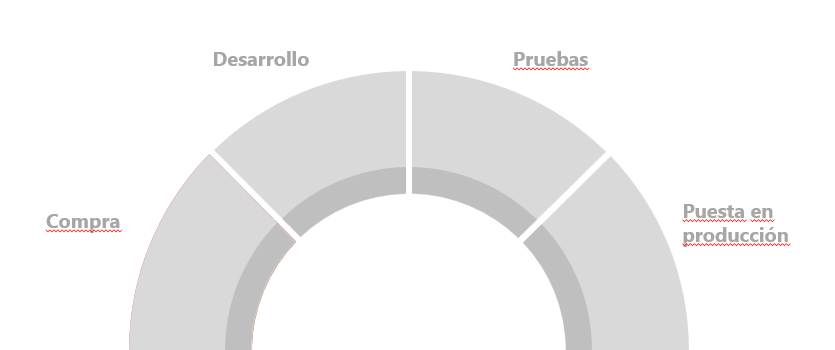 Desarrollo
Pruebas
Compra
Puesta en
producción